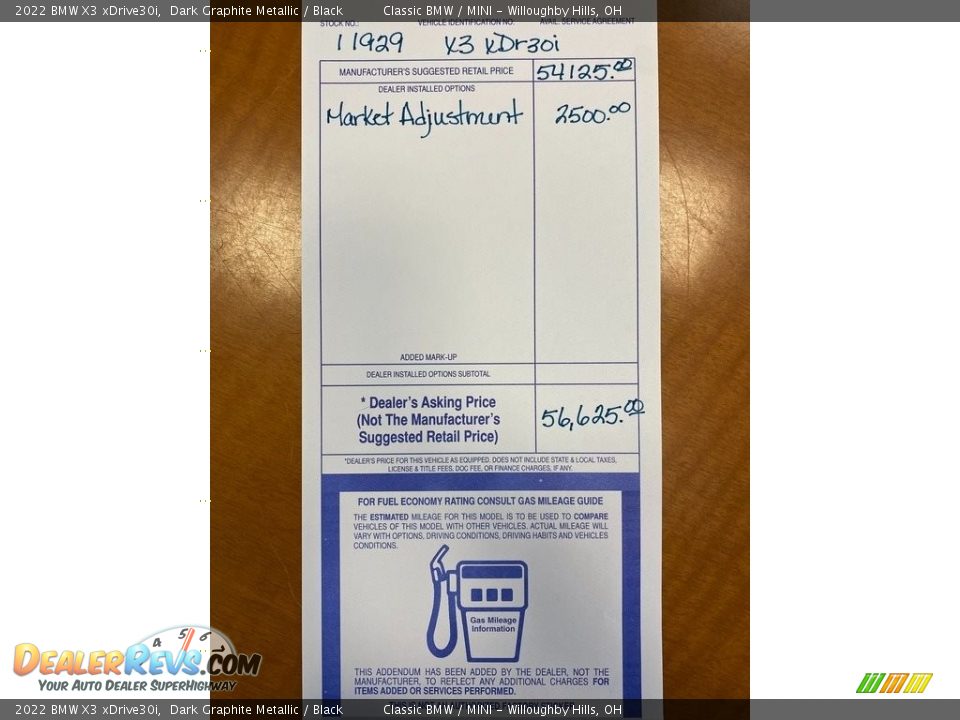 2022 BMW X3 xDrive30i, Dark Graphite Metallic / Black Classic BMW / MINI - Willoughby Hills, OH
STOCK NO.: VEHICLE IDENTIFICATION NO. AVAIL. SERVICE AGREEMENT
11929 X3 xDr30i
MANUFACTURER'S SUGGESTED RETAIL PRICE 54125.00
DEALER INSTALLED OPTIONS
Market Adjustment 2500.00
ADDED MARK-UP
DEALER INSTALLED OPTIONS SUBTOTAL
* Dealer's Asking Price
(Not The Manufacturer's
Suggested Retail Price)
56,625.00
*DEALER'S PRICE FOR THIS VEHICLE AS EQUIPPED. DOES NOT INCLUDE STATE & LOCAL TAXES,
LICENSE & TITLE FEES, DOC FEE, OR FINANCE CHARGES, IF ANY.
FOR FUEL ECONOMY RATING CONSULT GAS MILEAGE GUIDE
THE ESTIMATED MILEAGE FOR THIS MODEL IS TO BE USED TO COMPARE
VEHICLES OF THIS MODEL WITH OTHER VEHICLES. ACTUAL MILEAGE WILL
VARY WITH OPTIONS, DRIVING CONDITIONS, DRIVING HABITS AND VEHICLES
CONDITIONS.
Gas Mileage
Information
THIS ADDENDUM HAS BEEN ADDED BY THE DEALER, NOT THE
MANUFACTURER. TO REFLECT ANY ADDITIONAL CHARGES FOR
ITEMS ADDED OR SERVICES PERFORMED.
4 5 6
DEALERREVS.COM
YOUR AUTO DEALER SUPERHIGHWAY
2022 BMW X3 xDrive30i, Dark Graphite Metallic / Black Classic BMW / MINI - Willoughby Hills, OH